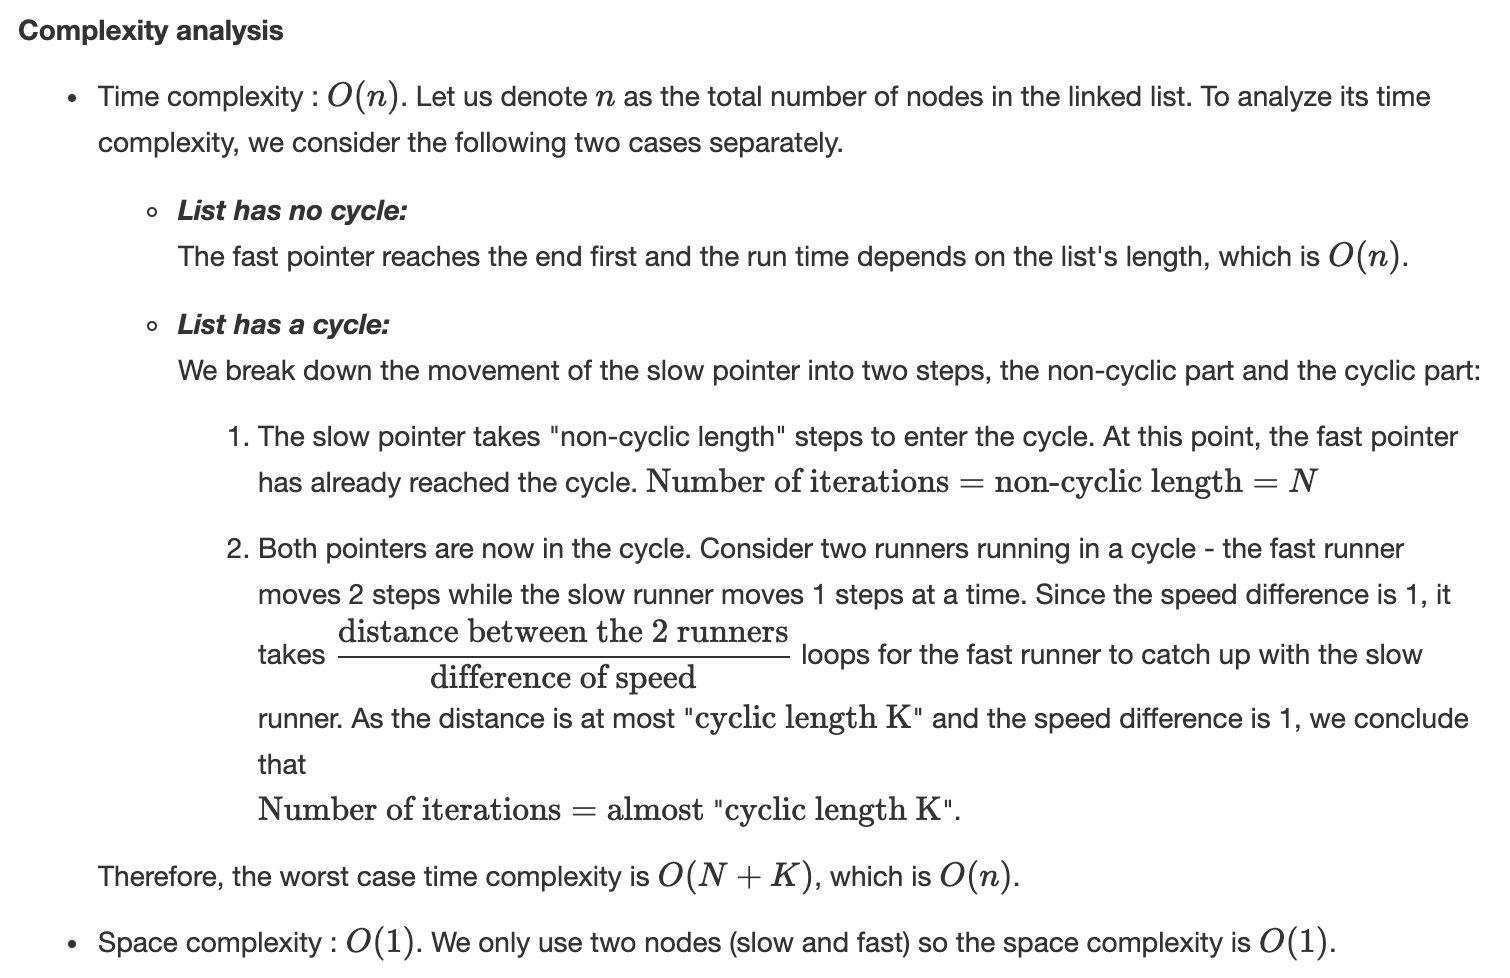 Complexity analysis
• Time complexity : O(n). Let us denote n as the total number of nodes in the linked list. To analyze its time
complexity, we consider the following two cases separately.
◦ List has no cycle:
The fast pointer reaches the end first and the run time depends on the list's length, which is O(n).
◦ List has a cycle:
We break down the movement of the slow pointer into two steps, the non-cyclic part and the cyclic part:
1. The slow pointer takes "non-cyclic length" steps to enter the cycle. At this point, the fast pointer
has already reached the cycle. Number of iterations = non-cyclic length = N
2. Both pointers are now in the cycle. Consider two runners running in a cycle - the fast runner
moves 2 steps while the slow runner moves 1 steps at a time. Since the speed difference is 1, it
takes distance between the 2 runners / difference of speed loops for the fast runner to catch up with the slow
runner. As the distance is at most "cyclic length K" and the speed difference is 1, we conclude
that
Number of iterations = almost "cyclic length K".
Therefore, the worst case time complexity is O(N + K), which is O(n).
• Space complexity : O(1). We only use two nodes (slow and fast) so the space complexity is O(1).